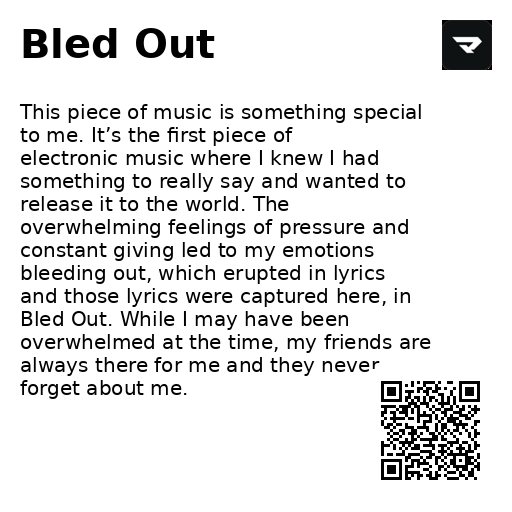 Bled Out
This piece of music is something special
to me. It’s the first piece of
electronic music where I knew I had
something to really say and wanted to
release it to the world. The
overwhelming feelings of pressure and
constant giving led to my emotions
bleeding out, which erupted in lyrics
and those lyrics were captured here, in
Bled Out. While I may have been
overwhelmed at the time, my friends are
always there for me and they never
forget about me.